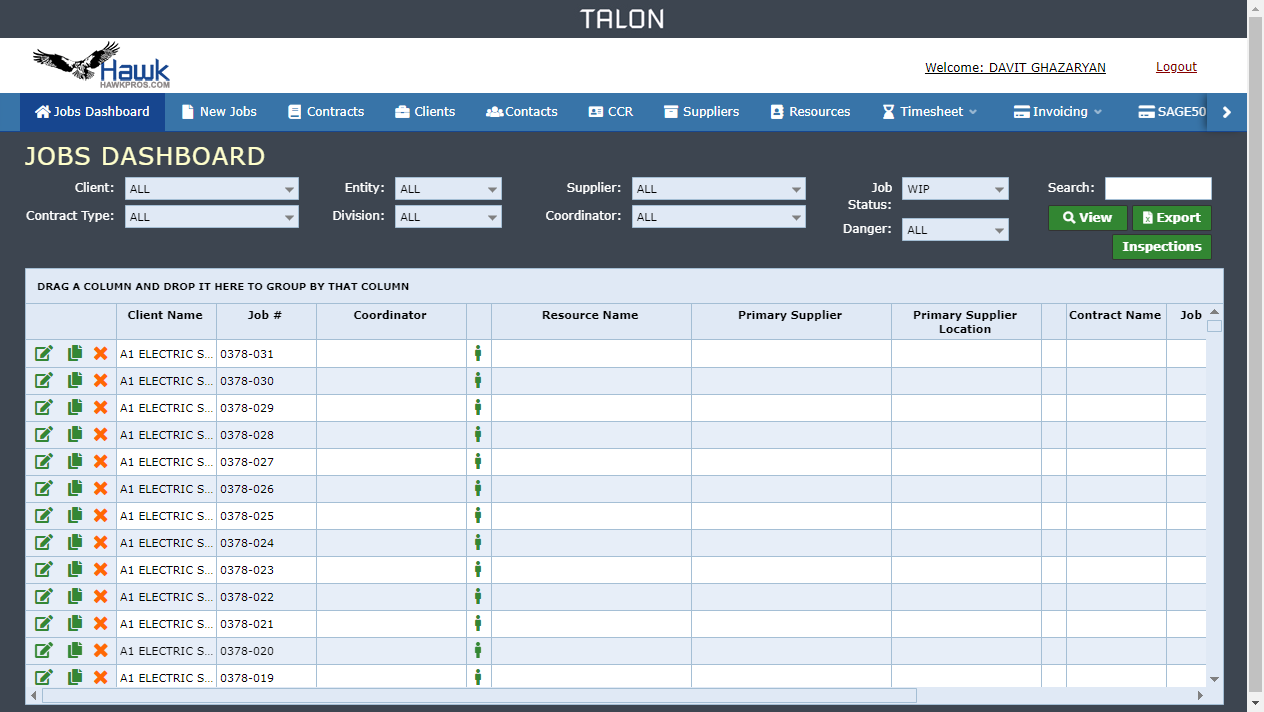 TALON
Hawk
HAWKPROS.COM
Welcome: DAVIT GHAZARYAN
Logout
Jobs Dashboard New Jobs Contracts Clients Contacts CCR Suppliers Resources Timesheet Invoicing SAGE50
JOBS DASHBOARD
Client: ALL Entity: ALL Supplier: ALL Job Status: WIP Search:
Contract Type: ALL Division: ALL Coordinator: ALL Danger: ALL View Export
Inspections
DRAG A COLUMN AND DROP IT HERE TO GROUP BY THAT COLUMN
Client Name Job # Coordinator Resource Name Primary Supplier Primary Supplier Location Contract Name Job
A1 ELECTRIC S... 0378-031
A1 ELECTRIC S... 0378-030
A1 ELECTRIC S... 0378-029
A1 ELECTRIC S... 0378-028
A1 ELECTRIC S... 0378-027
A1 ELECTRIC S... 0378-026
A1 ELECTRIC S... 0378-025
A1 ELECTRIC S... 0378-024
A1 ELECTRIC S... 0378-023
A1 ELECTRIC S... 0378-022
A1 ELECTRIC S... 0378-021
A1 ELECTRIC S... 0378-020
A1 ELECTRIC S... 0378-019